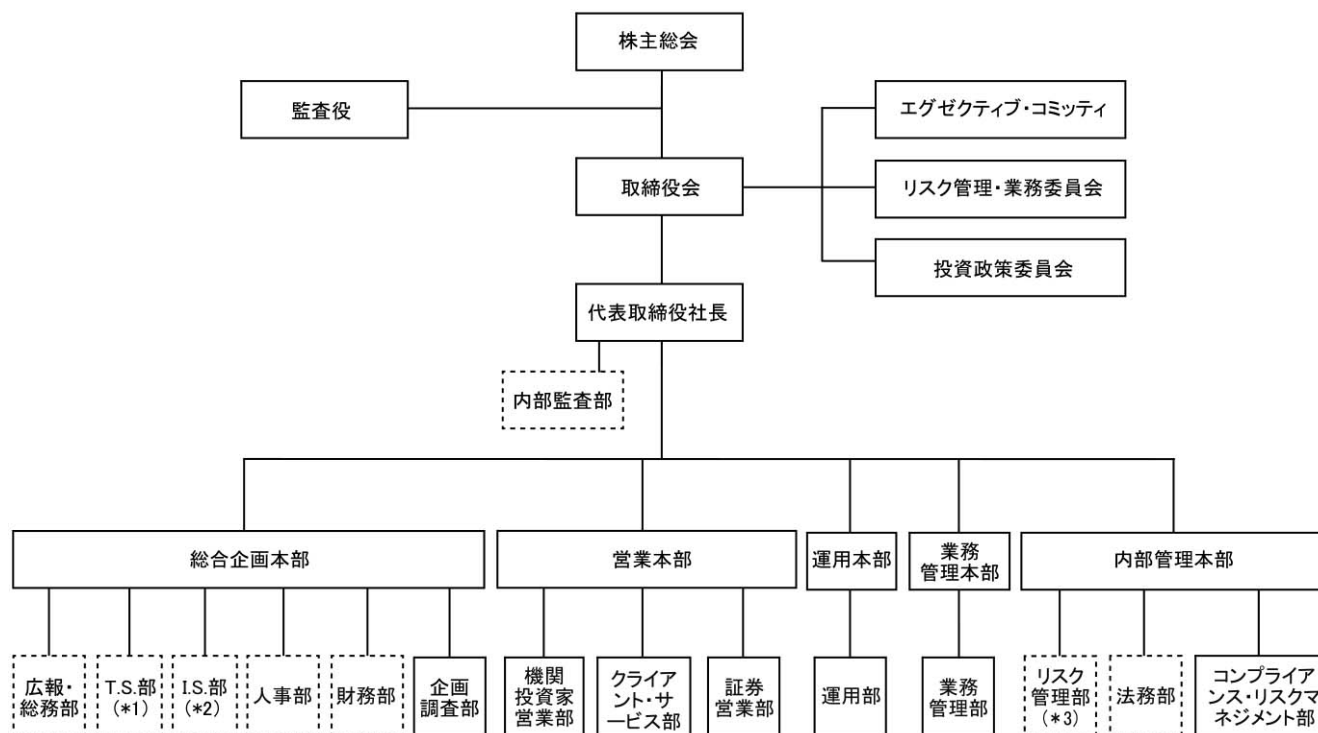 株主総会
監査役
エグゼクティブ・コミッティ
取締役会
リスク管理・業務委員会
投資政策委員会
代表取締役社長
内部監査部
総合企画本部
営業本部
運用本部
業務
管理本部
内部管理本部
広報・
総務部
T.S.部
(*1)
I.S.部
(*2)
人事部
財務部
企画
調査部
機関
投資家
営業部
クライア
ント・サ
ービス部
証券
営業部
運用部
業務
管理部
リスク
管理部
(*3)
法務部
コンプライア
ンス・リスクマ
ネジメント部